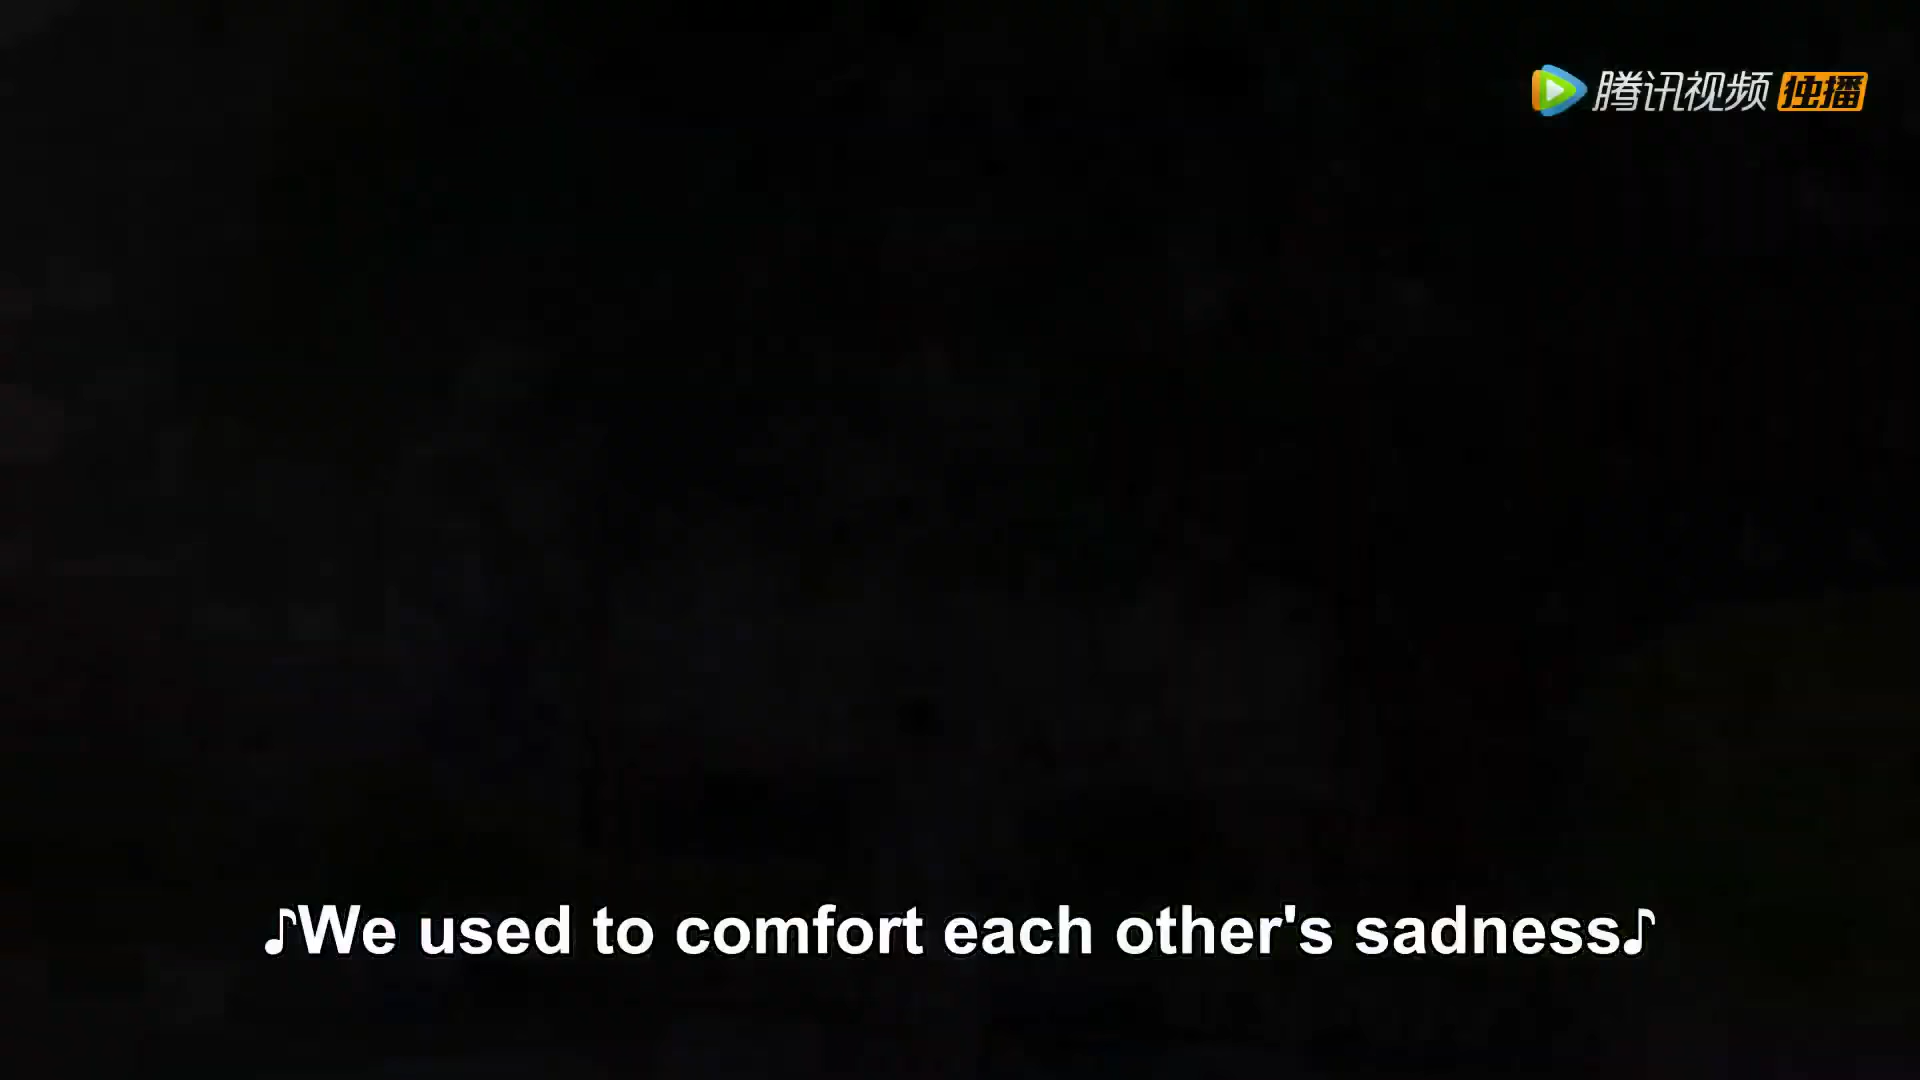 腾讯视频 独播
♪We used to comfort each other's sadness♪